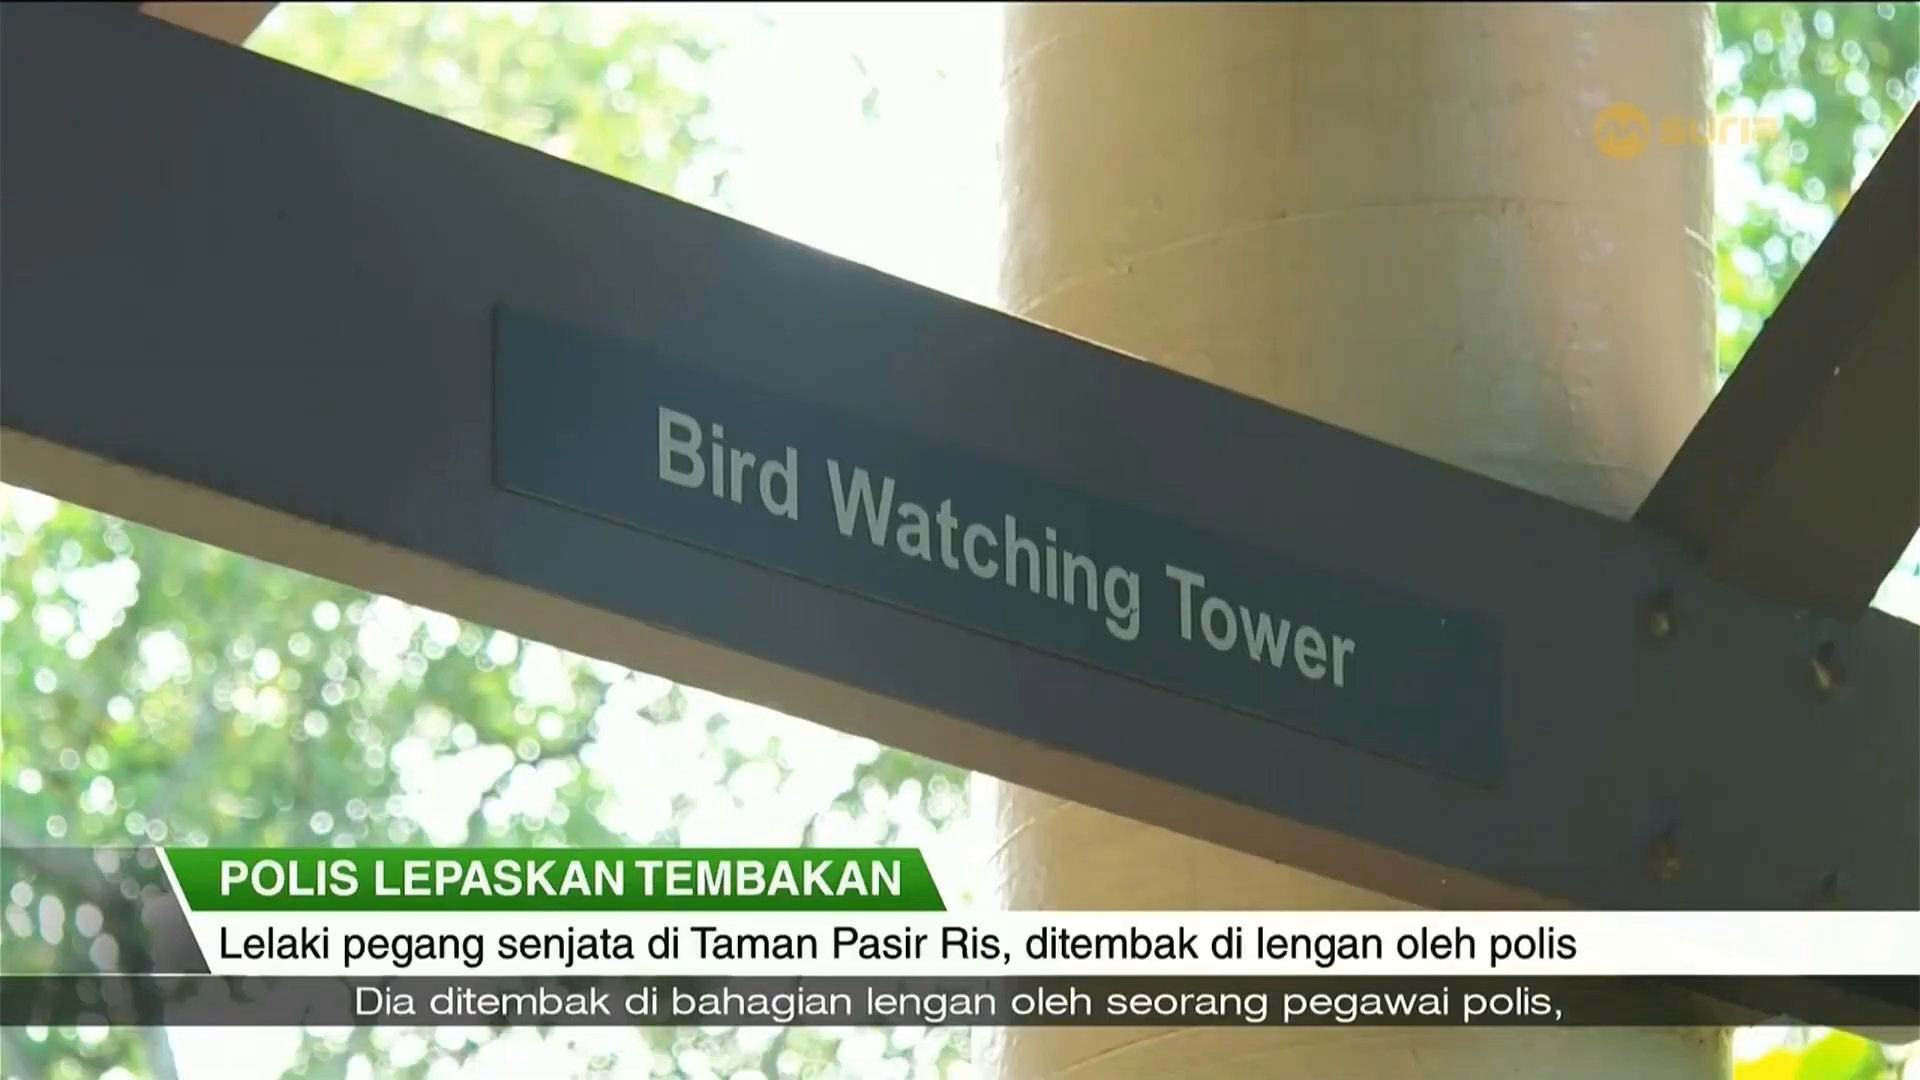 suria
Bird Watching Tower
POLIS LEPASKAN TEMBAKAN
Lelaki pegang senjata di Taman Pasir Ris, ditembak di lengan oleh polis
Dia ditembak di bahagian lengan oleh seorang pegawai polis,